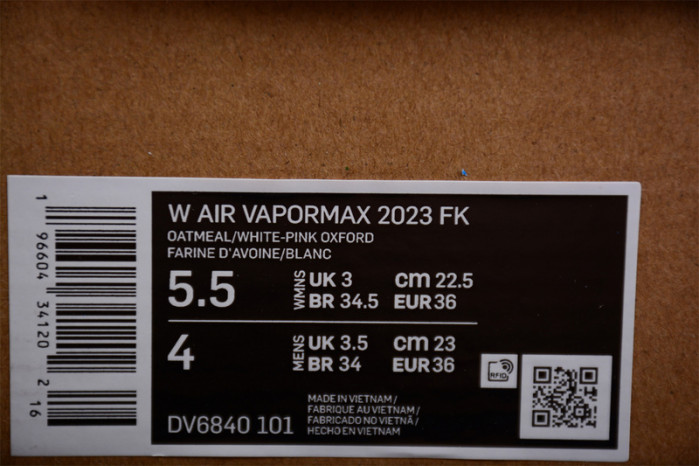 W AIR VAPORMAX 2023 FK
OATMEAL/WHITE-PINK OXFORD
FARINE D'AVOINE/BLANC
5.5
WMNS
UK 3 cm 22.5
BR 34.5 EUR 36
4
MENS
UK 3.5 cm 23
BR 34 EUR 36
RFID
DV6840 101
MADE IN VIETNAM/
FABRIQUE AU VIETNAM/
FABRICADO NO VIETNÃ/
HECHO EN VIETNAM
1 96604 34120 2 16